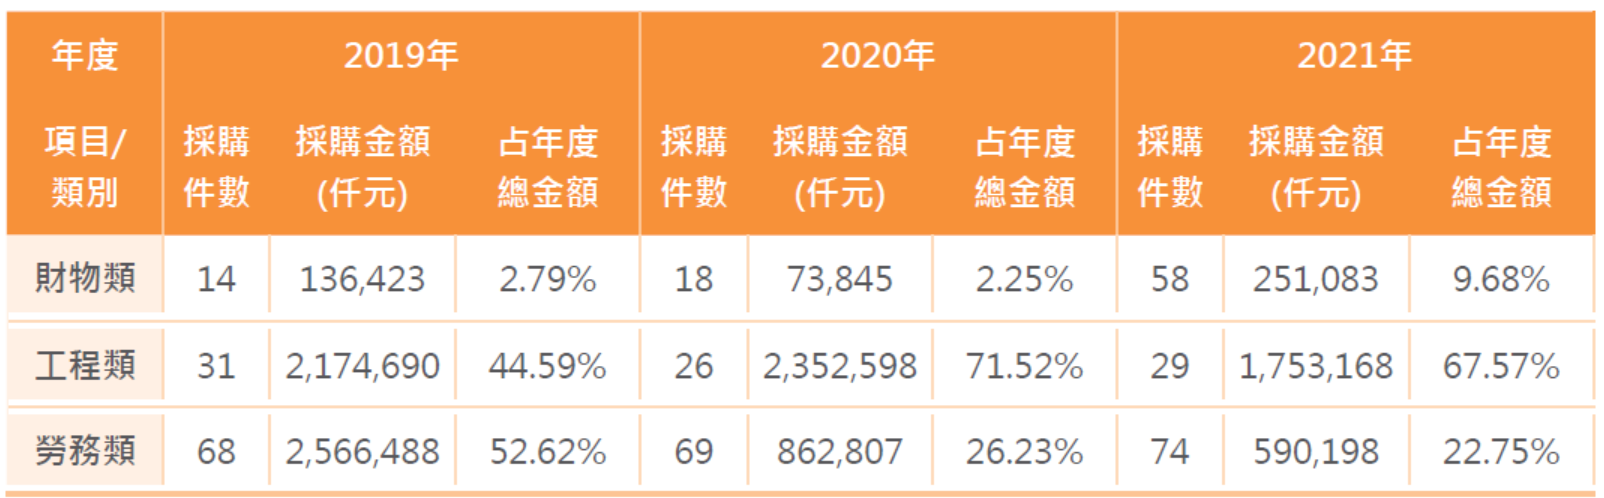 年度 2019年 2020年 2021年
項目/ 採購 採購金額 占年度 採購 採購金額 占年度 採購 採購金額 占年度
類別 件數 (仟元) 總金額 件數 (仟元) 總金額 件數 (仟元) 總金額
財物類 14 136,423 2.79% 18 73,845 2.25% 58 251,083 9.68%
工程類 31 2,174,690 44.59% 26 2,352,598 71.52% 29 1,753,168 67.57%
勞務類 68 2,566,488 52.62% 69 862,807 26.23% 74 590,198 22.75%